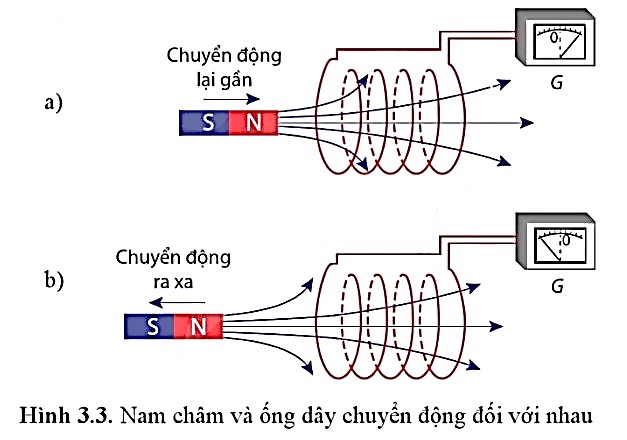 Chuyển động
lại gần
a)
S N
0
G
Chuyển động
ra xa
b)
S N
0
G
Hình 3.3. Nam châm và ống dây chuyển động đối với nhau